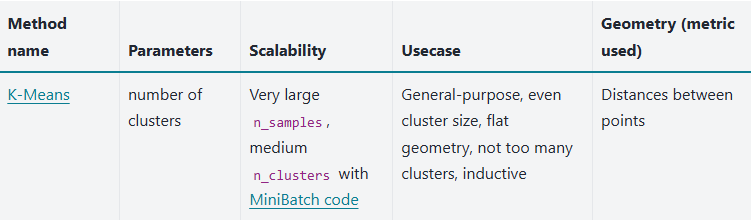 Method name
Parameters
Scalability
Usecase
Geometry (metric used)
K-Means
number of clusters
Very large
n_samples,
medium
n_clusters with
MiniBatch code
General-purpose, even
cluster size, flat
geometry, not too many
clusters, inductive
Distances between
points